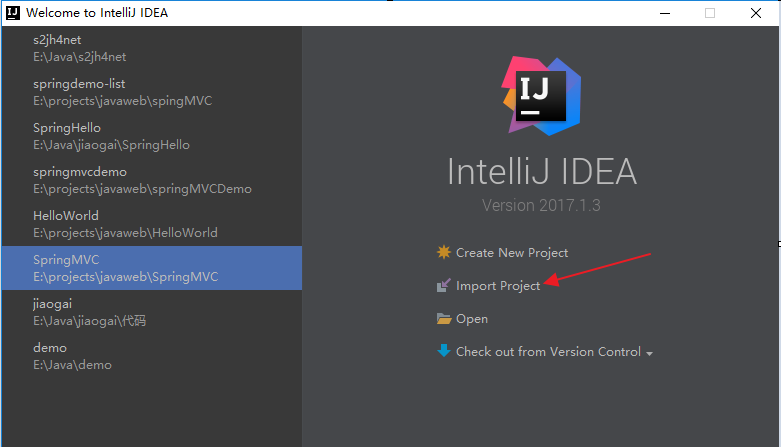 Welcome to IntelliJ IDEA
s2jh4net
E:\Java\s2jh4net
springdemo-list
E:\projects\javaweb\spingMVC
SpringHello
E:\Java\jiaogai\SpringHello
springmvcdemo
E:\projects\javaweb\springMVCDemo
HelloWorld
E:\projects\javaweb\HelloWorld
SpringMVC
E:\projects\javaweb\SpringMVC
jiaogai
E:\Java\jiaogai\代码
demo
E:\Java\demo
IJ
IntelliJ IDEA
Version 2017.1.3
Create New Project
Import Project
Open
Check out from Version Control